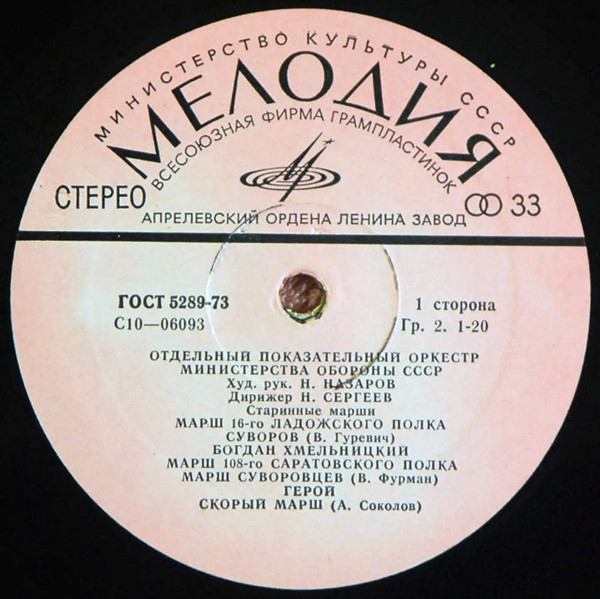 МИНИСТЕРСТВО КУЛЬТУРЫ СССР
МЕЛОДИЯ
ВСЕСОЮЗНАЯ ФИРМА ГРАМПЛАСТИНОК
СТЕРЕО
33
АПРЕЛЕВСКИЙ ОРДЕНА ЛЕНИНА ЗАВОД
ГОСТ 5289-73
1 сторона
С10—06093
Гр. 2. 1-20
ОТДЕЛЬНЫЙ ПОКАЗАТЕЛЬНЫЙ ОРКЕСТР
МИНИСТЕРСТВА ОБОРОНЫ СССР
Худ. рук. Н. НАЗАРОВ
Дирижер Н. СЕРГЕЕВ
Старинные марши
МАРШ 16-го ЛАДОЖСКОГО ПОЛКА
СУВОРОВ (В. Гуревич)
БОГДАН ХМЕЛЬНИЦКИЙ
МАРШ 108-го САРАТОВСКОГО ПОЛКА
МАРШ СУВОРОВЦЕВ (В. Фурман)
ГЕРОЙ
СКОРЫЙ МАРШ (А. Соколов)